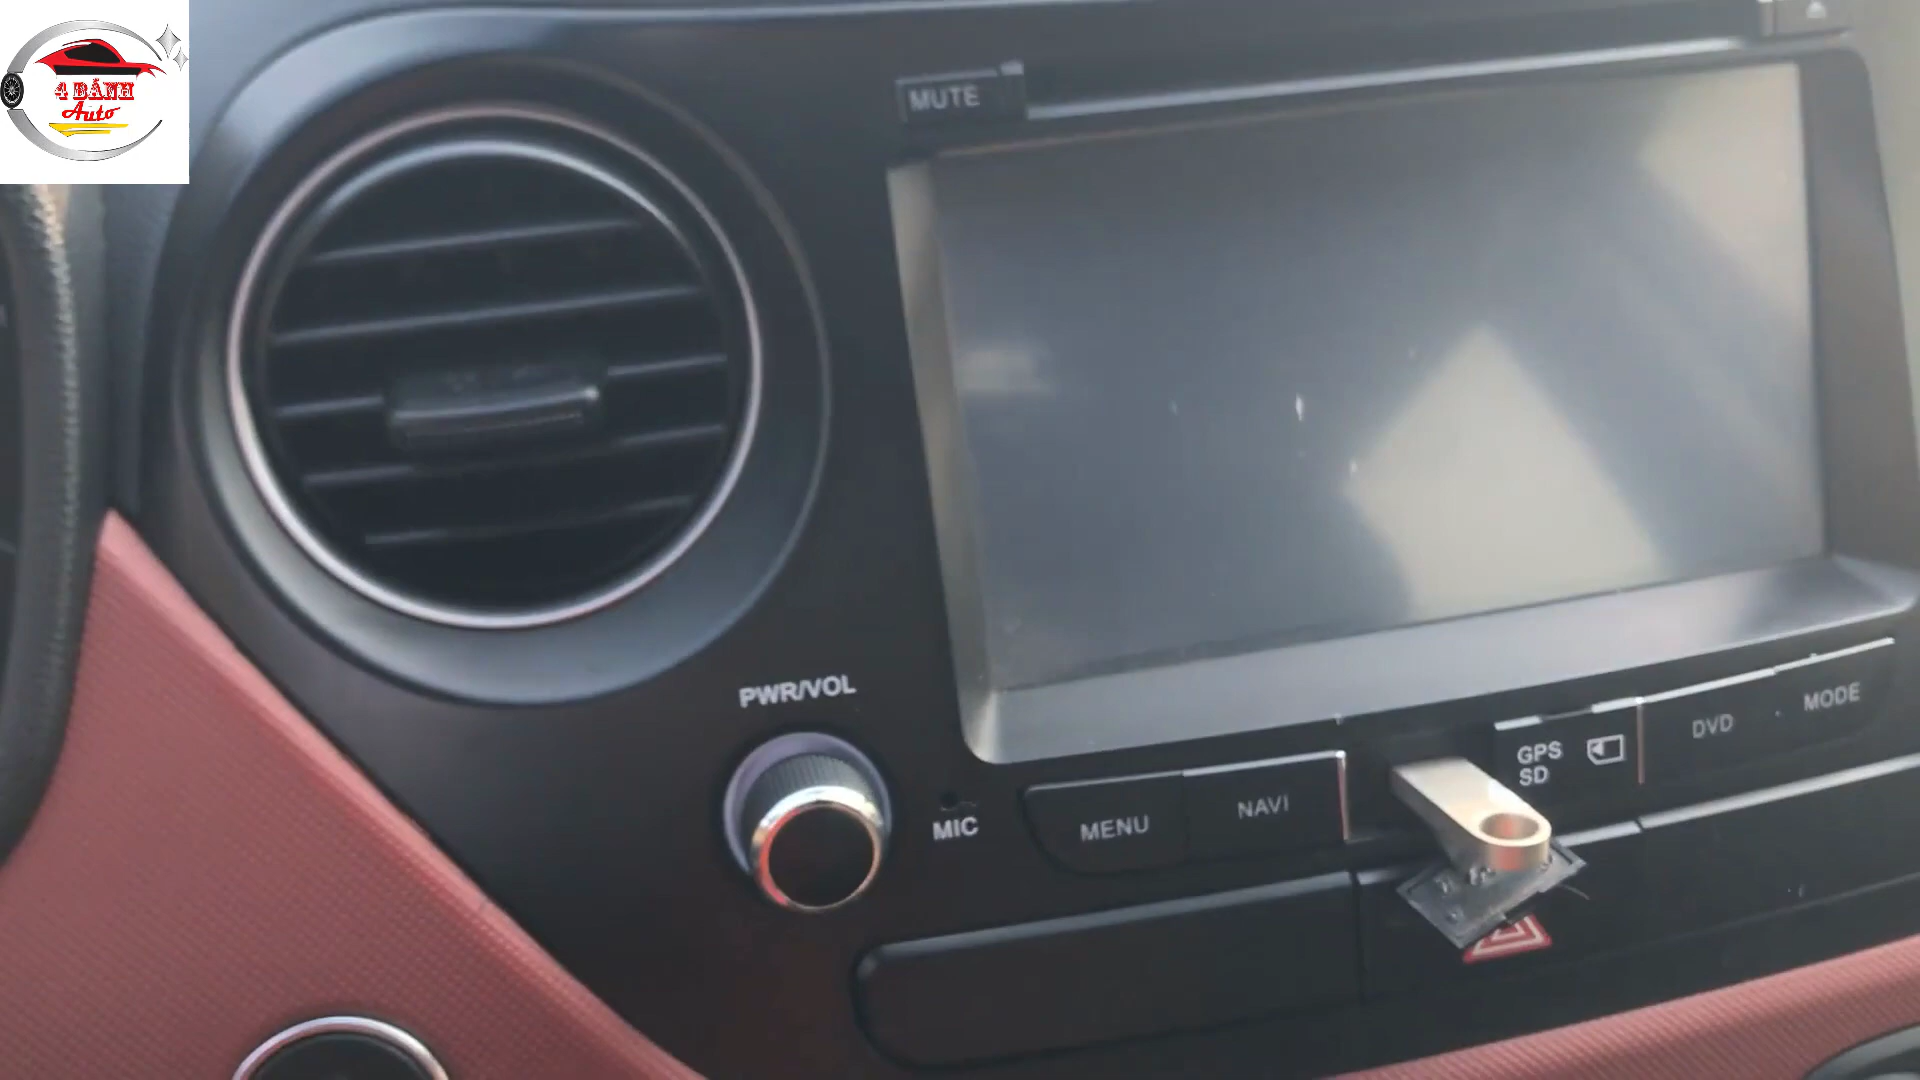 4 BÁNH
Auto
MUTE
PWR/VOL
MIC
MENU
NAVI
GPS
SD
DVD
MODE